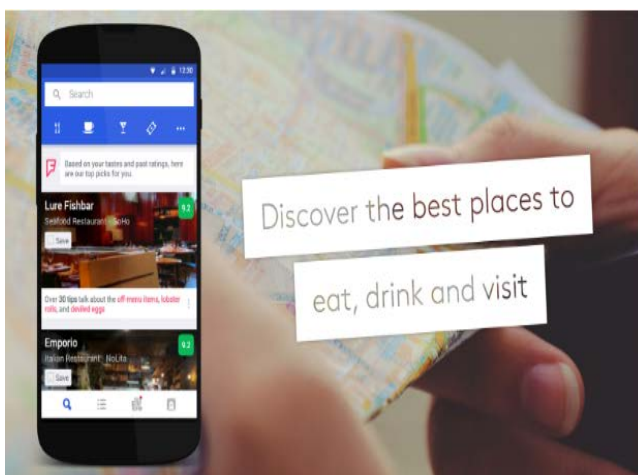 12:30
Search
Based on your tastes and past ratings, here
are our top picks for you.
Lure Fishbar
9.2
Seafood Restaurant · SoHo
Save
Over 30 tips talk about the off-menu items, lobster
rolls, and deviled eggs
Emporio
9.2
Italian Restaurant · NoLita
Save
Discover the best places to
eat, drink and visit